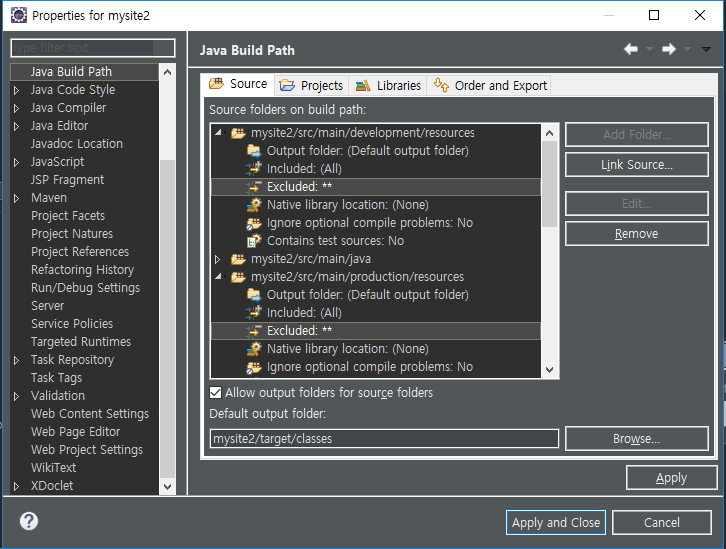 Properties for mysite2
type filter text
Java Build Path
Java Code Style
Java Compiler
Java Editor
Javadoc Location
JavaScript
JSP Fragment
Maven
Project Facets
Project Natures
Project References
Refactoring History
Run/Debug Settings
Server
Service Policies
Targeted Runtimes
Task Repository
Task Tags
Validation
Web Content Settings
Web Page Editor
Web Project Settings
WikiText
XDoclet
Java Build Path
Source Projects Libraries Order and Export
Source folders on build path:
mysite2/src/main/development/resources
Output folder: (Default output folder)
Included: (All)
Excluded: **
Native library location: (None)
Ignore optional compile problems: No
Contains test sources: No
mysite2/src/main/java
mysite2/src/main/production/resources
Output folder: (Default output folder)
Included: (All)
Excluded: **
Native library location: (None)
Ignore optional compile problems: No
Add Folder...
Link Source...
Edit...
Remove
Allow output folders for source folders
Default output folder:
mysite2/target/classes
Browse...
Apply
Apply and Close
Cancel